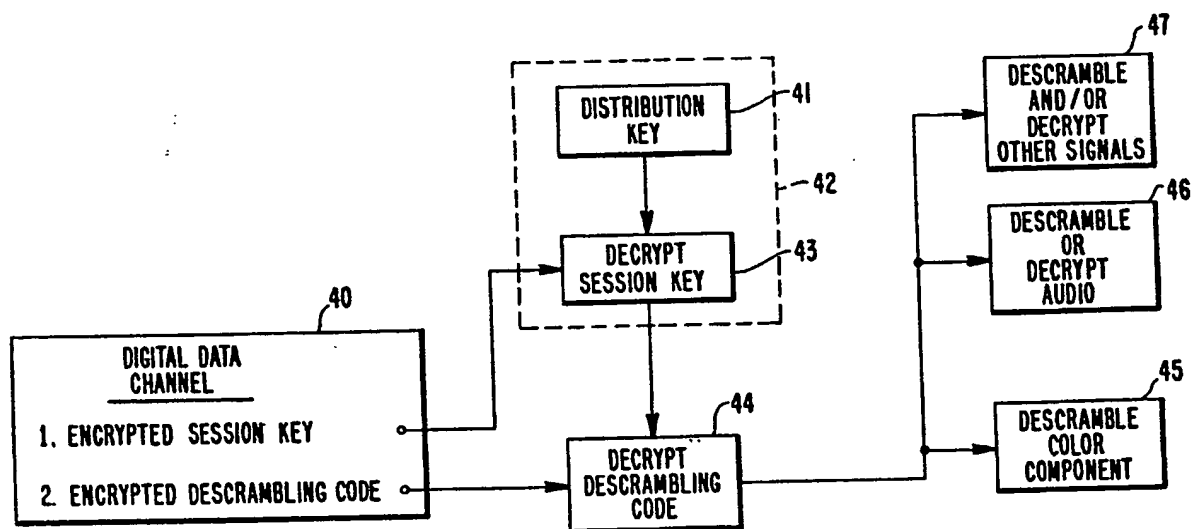 47
DESCRAMBLE
AND/OR
DECRYPT
OTHER SIGNALS
DISTRIBUTION
KEY
41
42
46
DESCRAMBLE
OR
DECRYPT
AUDIO
DECRYPT
SESSION KEY
43
40
DIGITAL DATA
CHANNEL
1. ENCRYPTED SESSION KEY
2. ENCRYPTED DESCRAMBLING CODE
44
DECRYPT
DESCRAMBLING
CODE
45
DESCRAMBLE
COLOR
COMPONENT